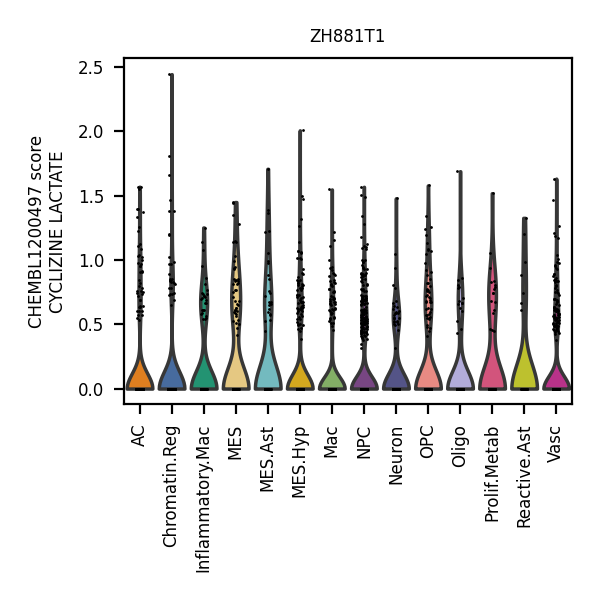 ZH881T1
CHEMBL1200497 score
CYCLIZINE LACTATE
2.5
2.0
1.5
1.0
0.5
0.0
AC
Chromatin.Reg
Inflammatory.Mac
MES
MES.Ast
MES.Hyp
Mac
NPC
Neuron
OPC
Oligo
Prolif.Metab
Reactive.Ast
Vasc